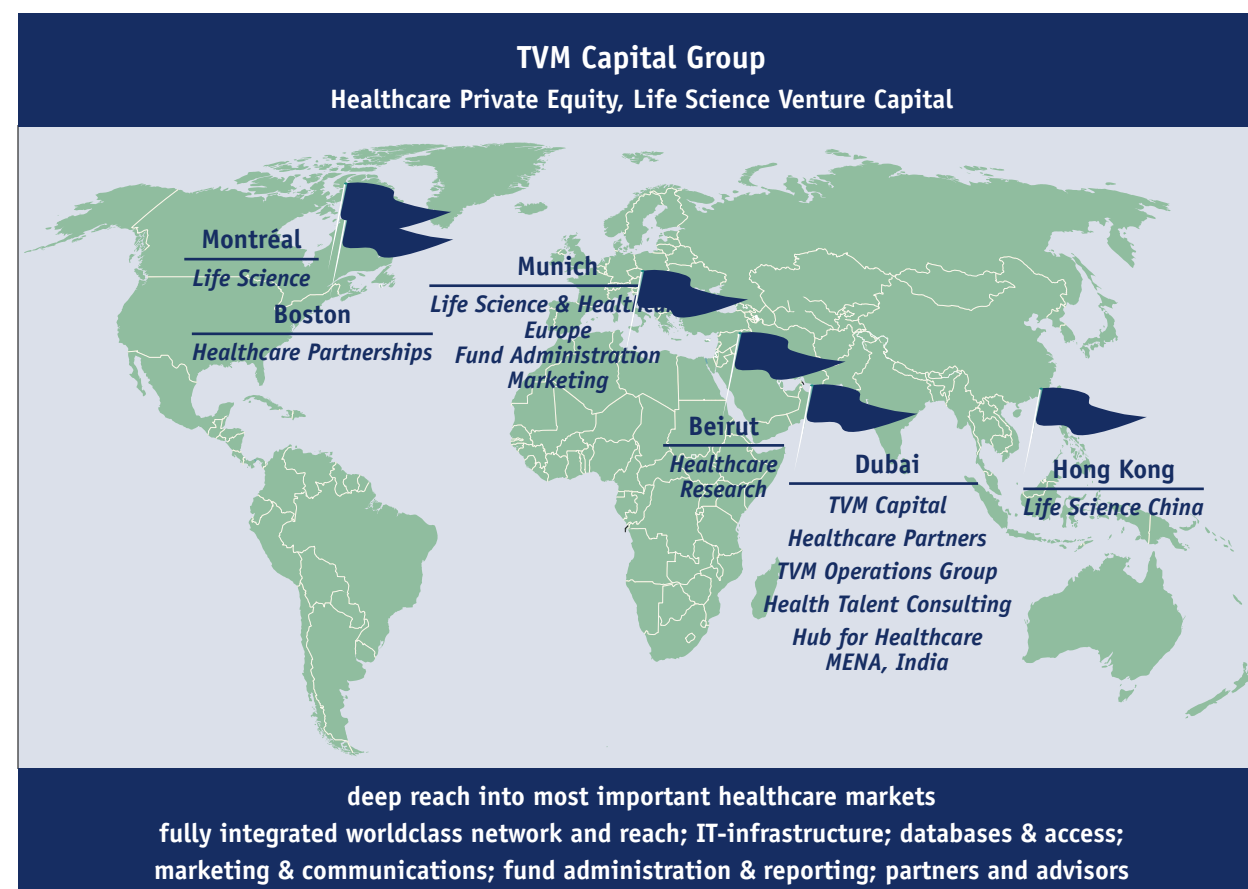 TVM Capital Group
Healthcare Private Equity, Life Science Venture Capital
Montréal
Life Science
Boston
Healthcare Partnerships
Munich
Life Science & Healthcar
Europe
Fund Administration
Marketing
Beirut
Healthcare
Research
Dubai
TVM Capital
Healthcare Partners
TVM Operations Group
Health Talent Consulting
Hub for Healthcare
MENA, India
Hong Kong
Life Science China
deep reach into most important healthcare markets
fully integrated worldclass network and reach; IT-infrastructure; databases & access;
marketing & communications; fund administration & reporting; partners and advisors